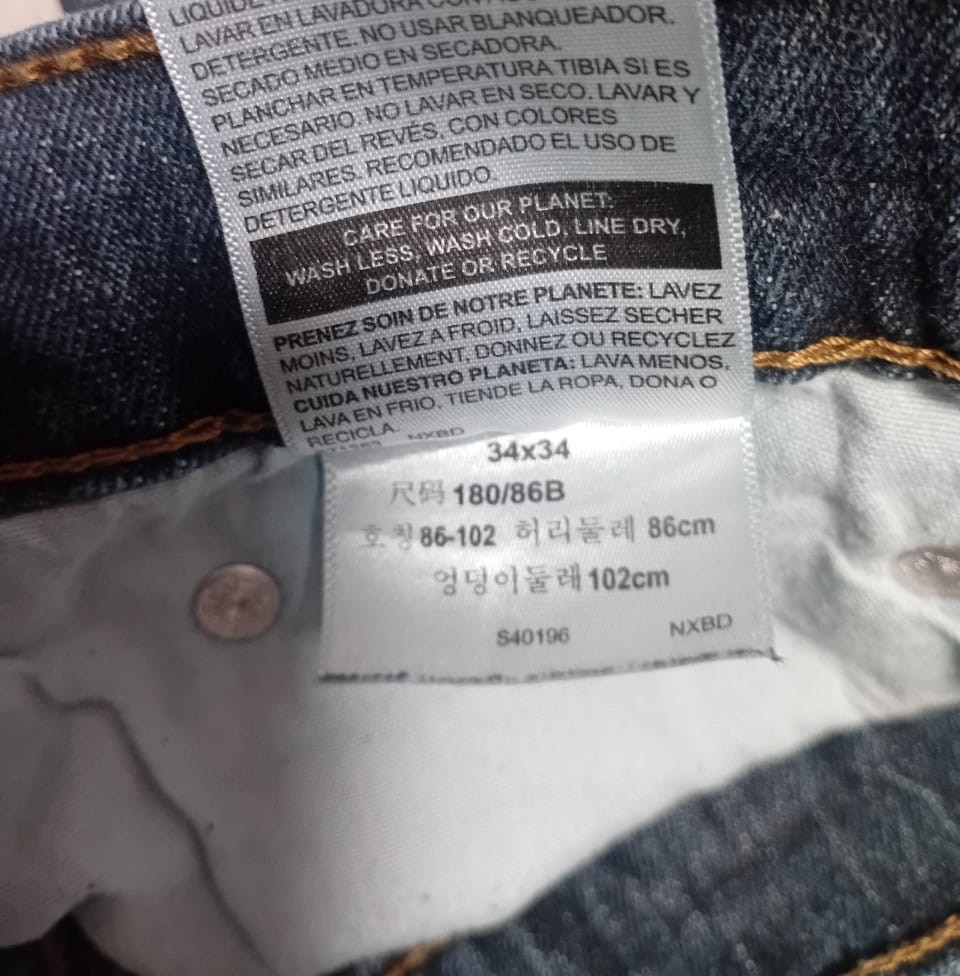 LAVAR EN LAVADORA CON
DETERGENTE. NO USAR BLANQUEADOR.
SECADO MEDIO EN SECADORA.
PLANCHAR EN TEMPERATURA TIBIA SI ES
NECESARIO. NO LAVAR EN SECO. LAVAR Y
SECAR DEL REVÉS, CON COLORES
SIMILARES. RECOMENDADO EL USO DE
DETERGENTE LIQUIDO.
CARE FOR OUR PLANET:
WASH LESS, WASH COLD, LINE DRY,
DONATE OR RECYCLE
PRENEZ SOIN DE NOTRE PLANETE: LAVEZ
MOINS, LAVEZ A FROID, LAISSEZ SECHER
NATURELLEMENT, DONNEZ OU RECYCLEZ
CUIDA NUESTRO PLANETA: LAVA MENOS,
LAVA EN FRIO, TIENDE LA ROPA, DONA O
RECICLA.
NXBD
34x34
尺码 180/86B
호칭 86-102 허리둘레 86cm
엉덩이둘레 102cm
S40196 NXBD